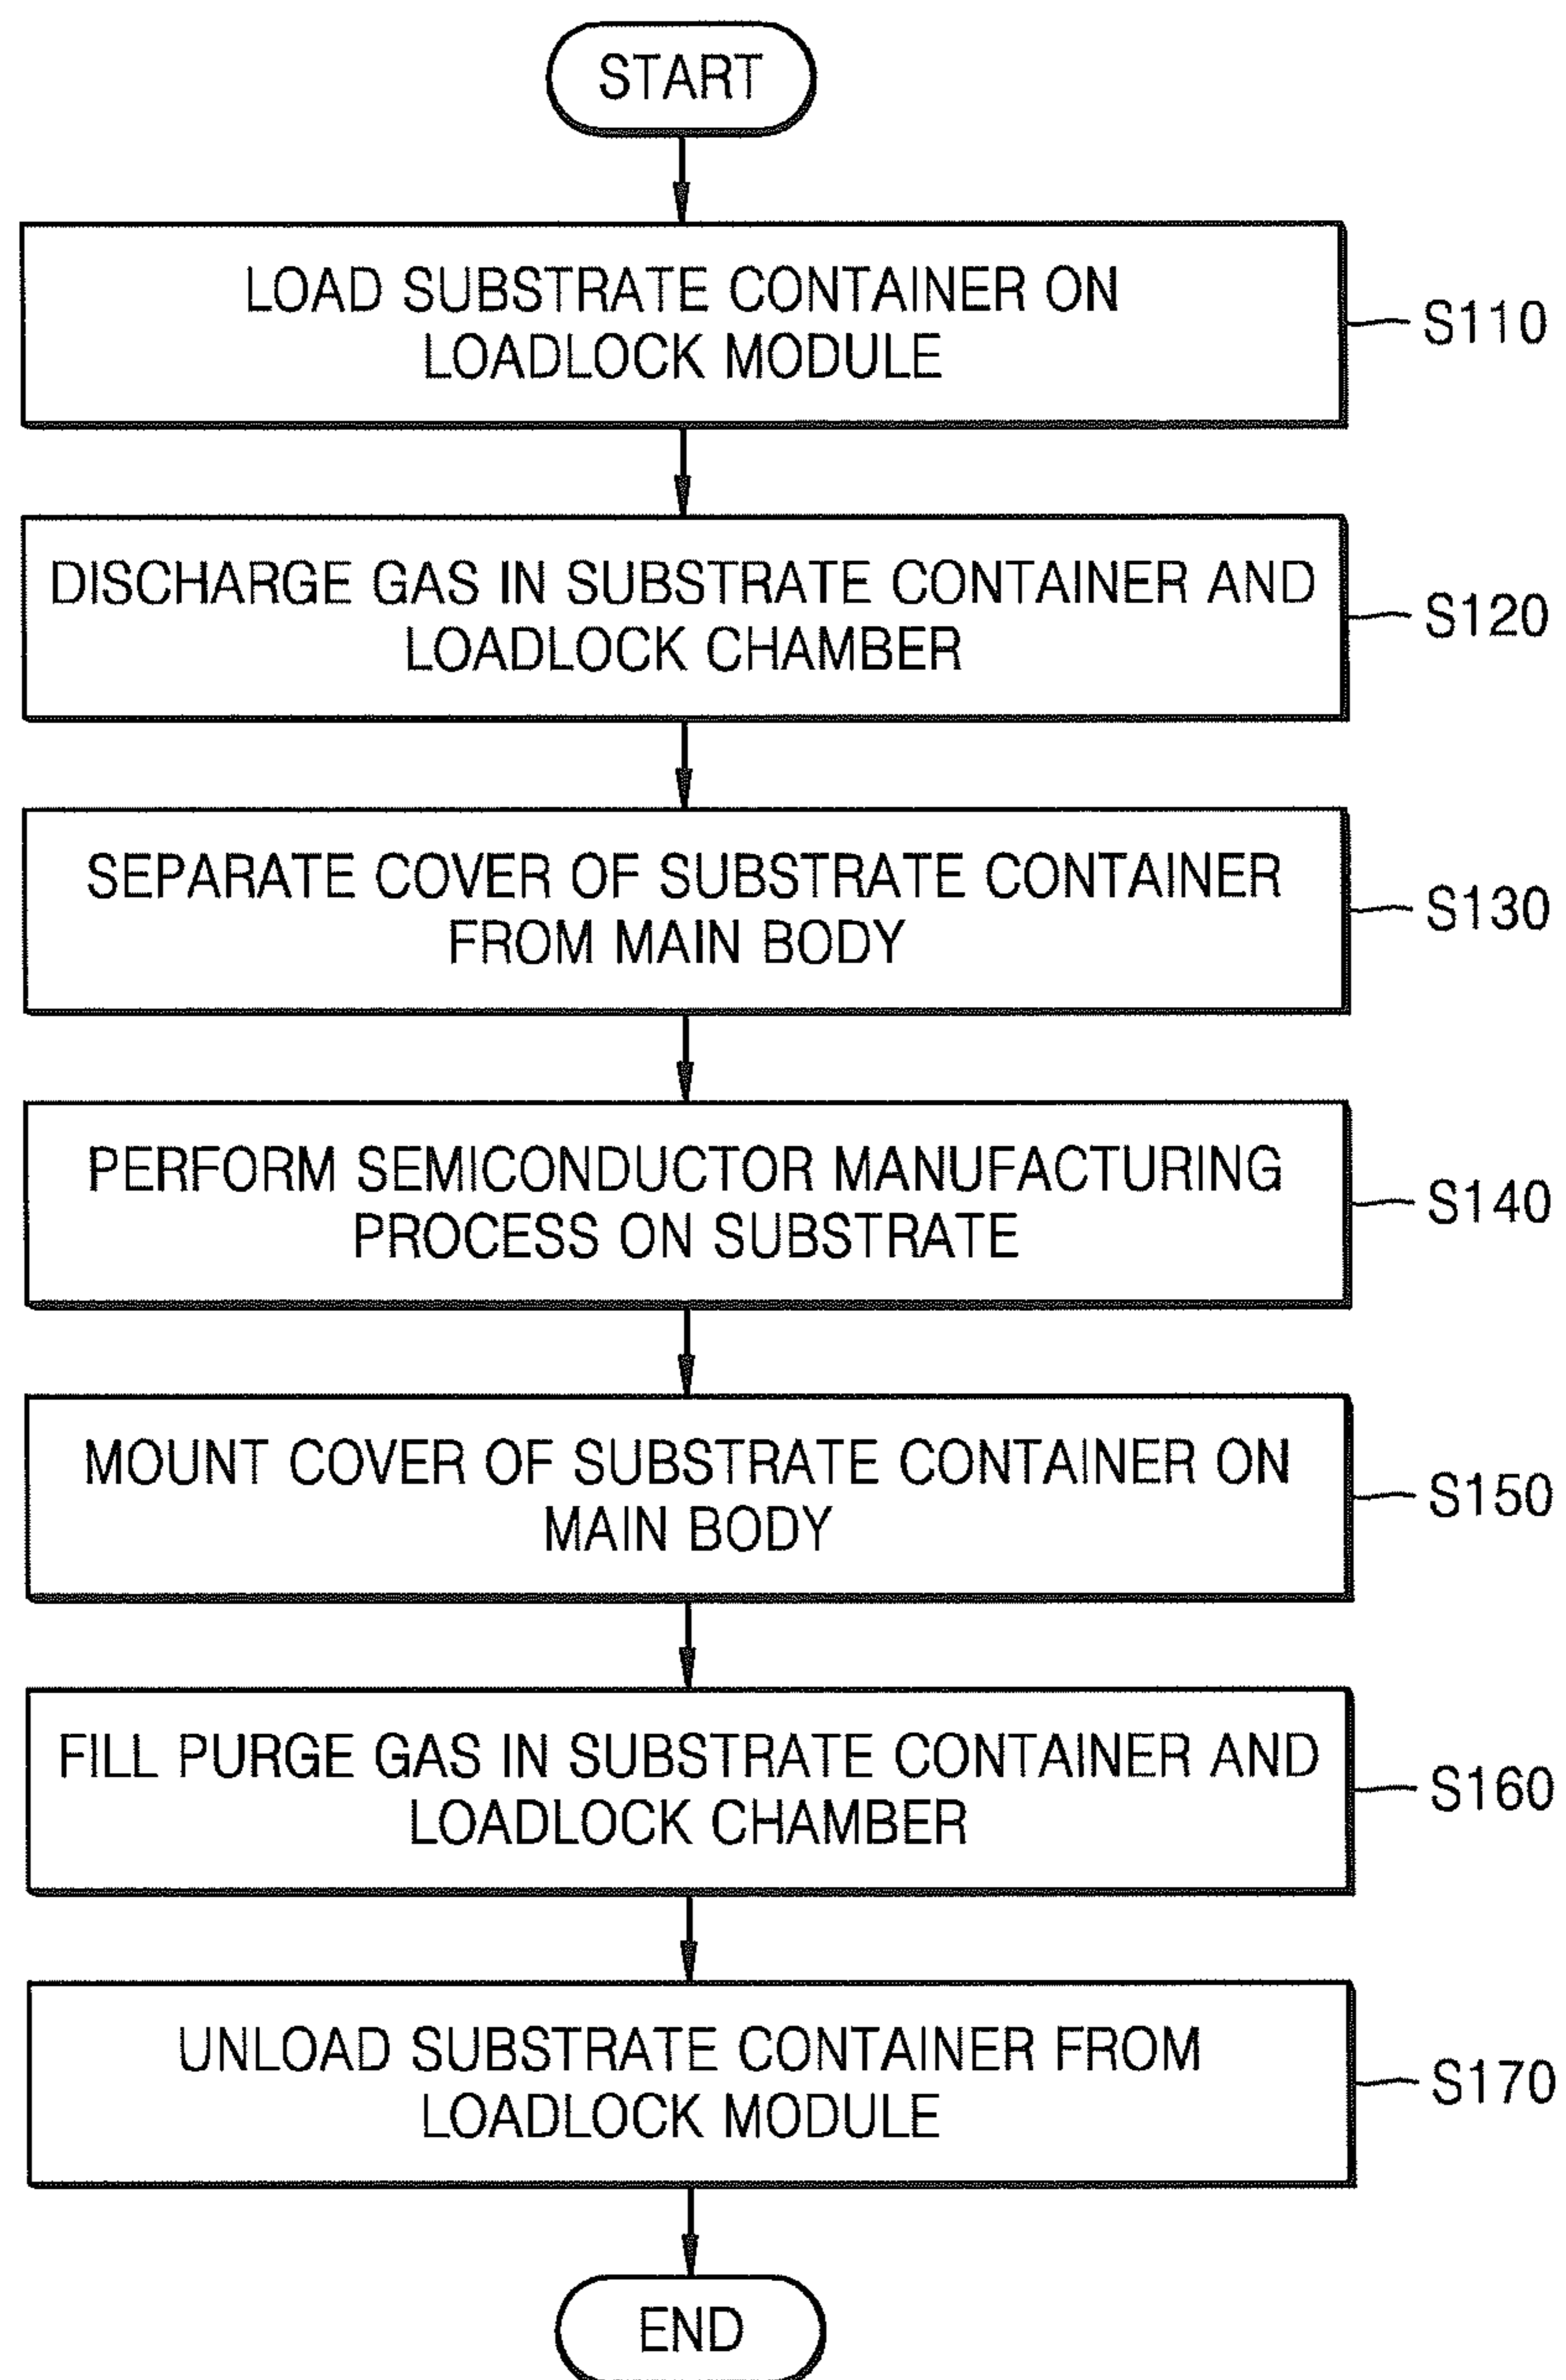 START
LOAD SUBSTRATE CONTAINER ON
LOADLOCK MODULE
S110
DISCHARGE GAS IN SUBSTRATE CONTAINER AND
LOADLOCK CHAMBER
S120
SEPARATE COVER OF SUBSTRATE CONTAINER
FROM MAIN BODY
S130
PERFORM SEMICONDUCTOR MANUFACTURING
PROCESS ON SUBSTRATE
S140
MOUNT COVER OF SUBSTRATE CONTAINER ON
MAIN BODY
S150
FILL PURGE GAS IN SUBSTRATE CONTAINER AND
LOADLOCK CHAMBER
S160
UNLOAD SUBSTRATE CONTAINER FROM
LOADLOCK MODULE
S170
END